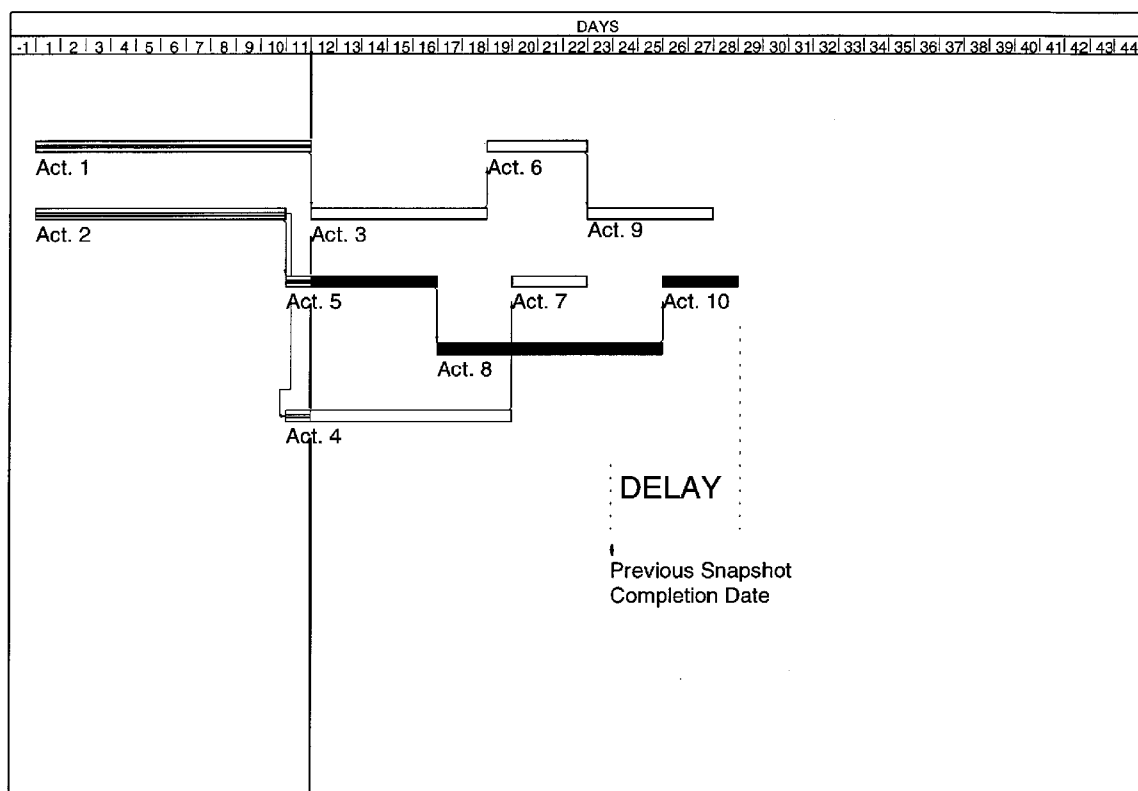 DAYS
-1 1 2 3 4 5 6 7 8 9 10 11 12 13 14 15 16 17 18 19 20 21 22 23 24 25 26 27 28 29 30 31 32 33 34 35 36 37 38 39 40 41 42 43 44
Act. 1
Act. 6
Act. 2
Act. 3
Act. 9
Act. 5
Act. 7
Act. 10
Act. 8
Act. 4
DELAY
Previous Snapshot
Completion Date